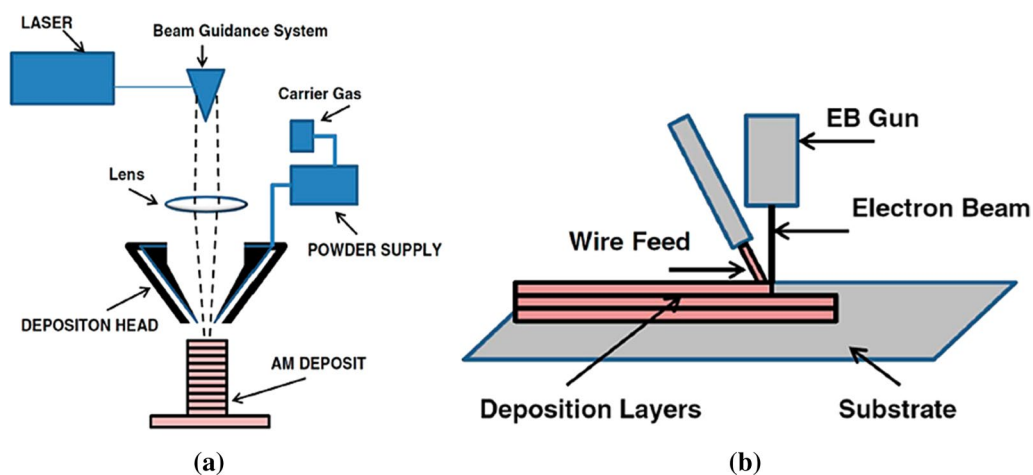 LASER
Beam Guidance System
Carrier Gas
Lens
POWDER SUPPLY
DEPOSITON HEAD
AM DEPOSIT
(a)
EB Gun
Electron Beam
Wire Feed
Deposition Layers
Substrate
(b)